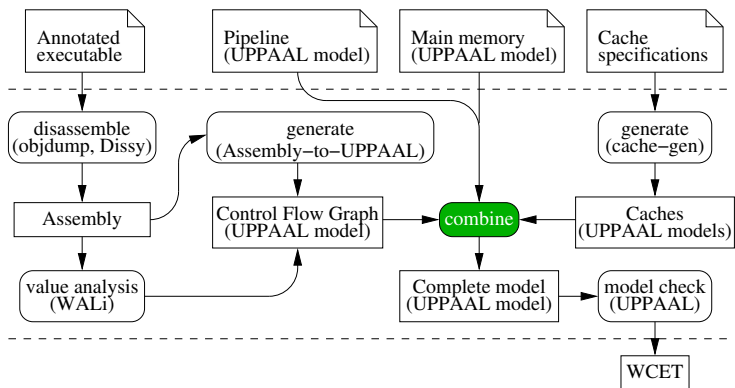 Annotated
executable
Pipeline
(UPPAAL model)
Main memory
(UPPAAL model)
Cache
specifications
disassemble
(objdump, Dissy)
generate
(Assembly−to−UPPAAL)
generate
(cache−gen)
Assembly
Control Flow Graph
(UPPAAL model)
combine
Caches
(UPPAAL models)
value analysis
(WALi)
Complete model
(UPPAAL model)
model check
(UPPAAL)
WCET